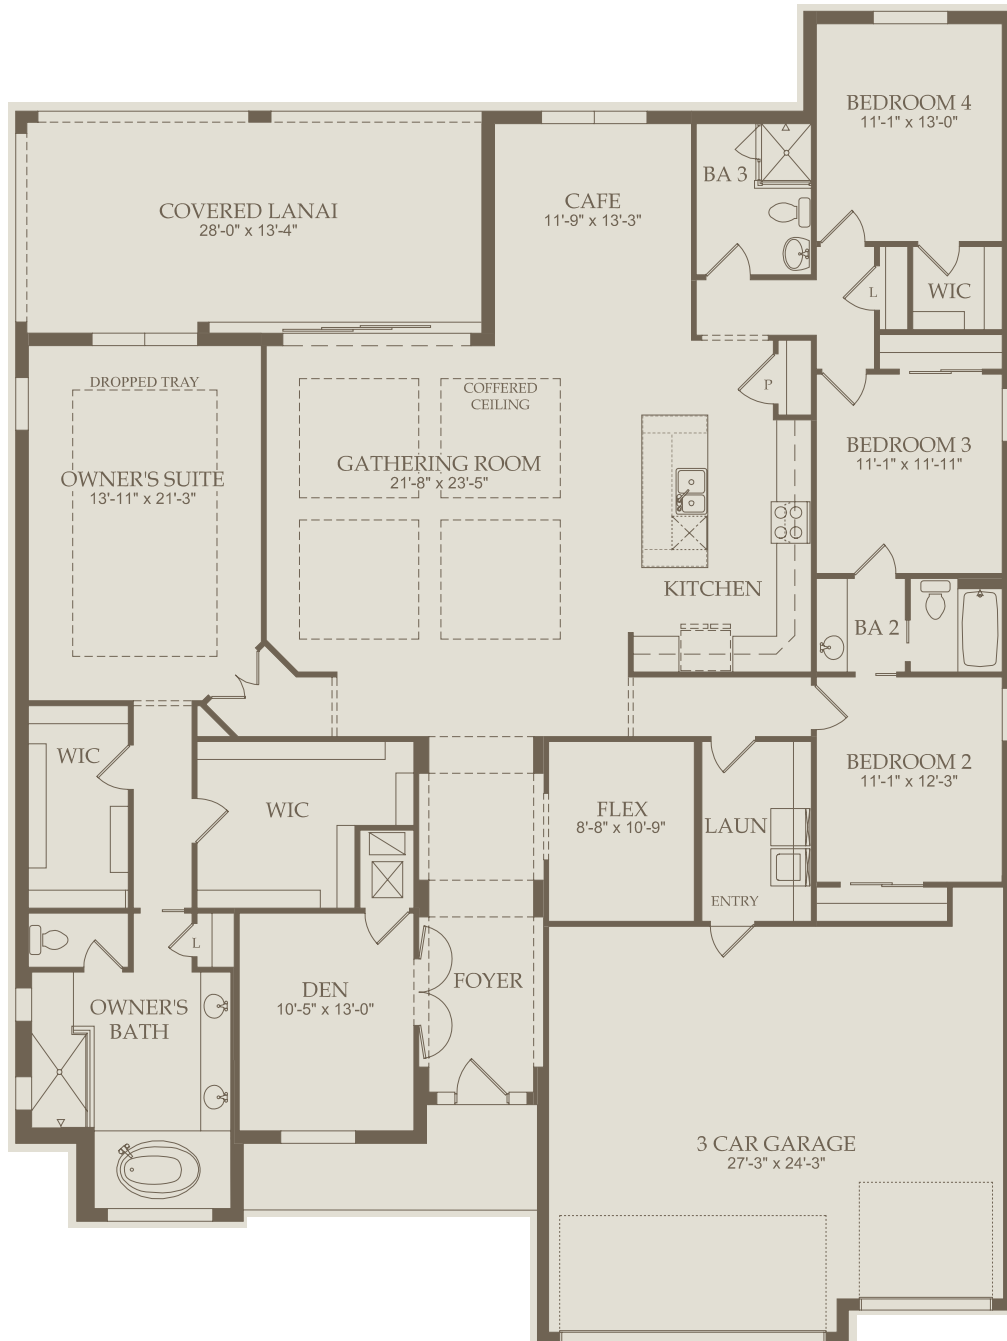 BEDROOM 4
11'-1" x 13'-0"
BA 3
CAFE
11'-9" x 13'-3"
COVERED LANAI
28'-0" x 13'-4"
L
WIC
DROPPED TRAY
COFFERED
CEILING
P
BEDROOM 3
11'-1" x 11'-11"
GATHERING ROOM
21'-8" x 23'-5"
OWNER'S SUITE
13'-11" x 21'-3"
KITCHEN
BA 2
WIC
BEDROOM 2
11'-1" x 12'-3"
WIC
FLEX
8'-8" x 10'-9"
LAUN
ENTRY
L
DEN
10'-5" x 13'-0"
FOYER
OWNER'S
BATH
3 CAR GARAGE
27'-3" x 24'-3"